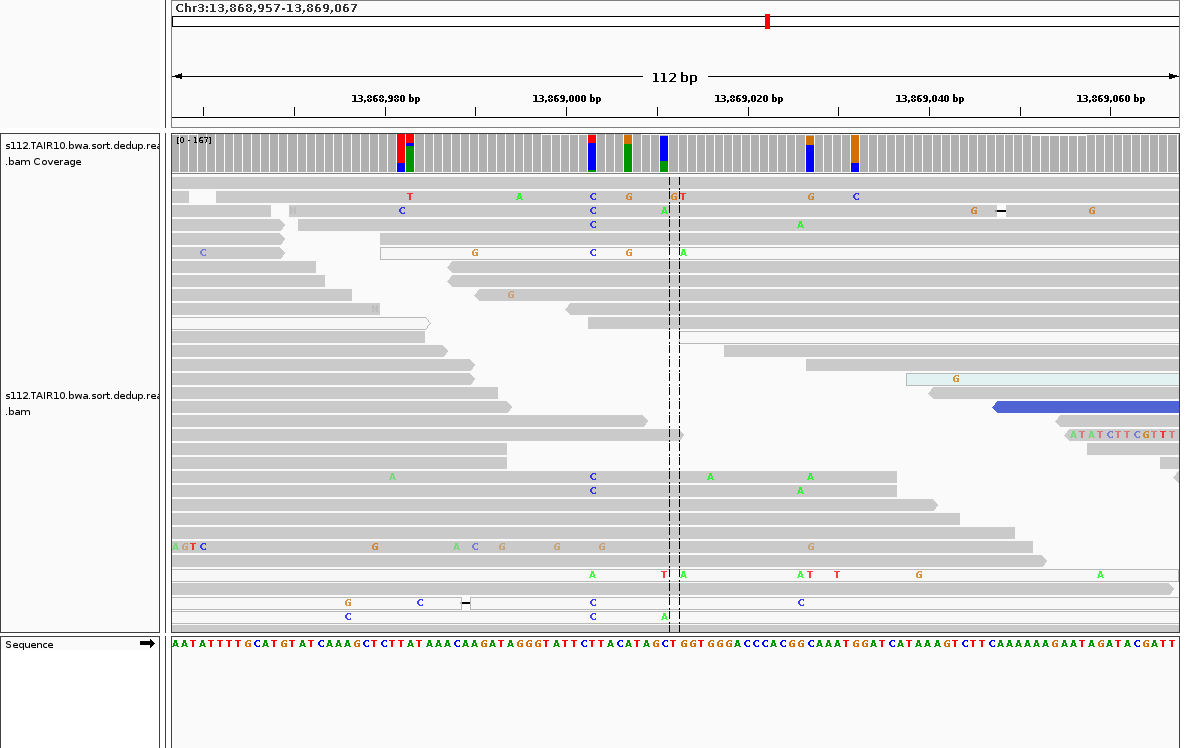 Chr3:13,868,957-13,869,067
112 bp
13,868,980 bp 13,869,000 bp 13,869,020 bp 13,869,040 bp 13,869,060 bp
s112.TAIR10.bwa.sort.dedup.rea
.bam Coverage
[0 - 167]
T A C G G T G C
C C A G G
C A
C G C G A
G
G
A T A T C T T C G T T T
s112.TAIR10.bwa.sort.dedup.rea
.bam
A C A A
C A
A G T C G A C G G G G
A T A A T T G A
G C C C
C C A
Sequence
AATATTTTGCATGTATCAAAGCTCTTATAAACAAGATAGGGTATTCTTACATAGCTGGTGGGACCCACGGCAAATGGATCATAAAGTCTTCAAAAAAGAATAGATACGATT